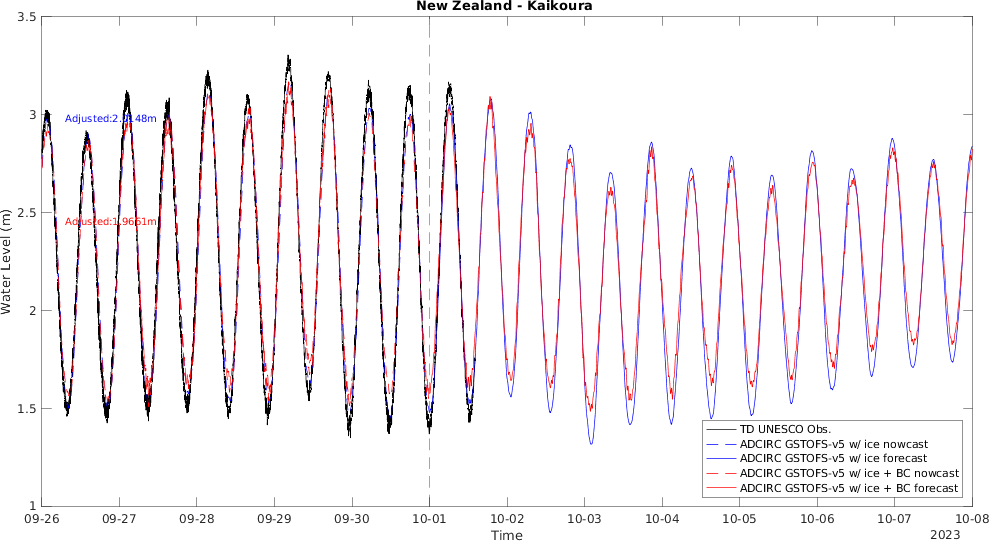 New Zealand - Kaikoura
3.5
3
2.5
2
1.5
1
Water Level (m)
Adjusted:1.9661m
09-26
09-27
09-28
09-29
09-30
10-01
10-02
10-03
10-04
10-05
10-06
10-07
10-08
Time
2023
TD UNESCO Obs.
ADCIRC GSTOFS-v5 w/ ice nowcast
ADCIRC GSTOFS-v5 w/ ice forecast
ADCIRC GSTOFS-v5 w/ ice + BC nowcast
ADCIRC GSTOFS-v5 w/ ice + BC forecast